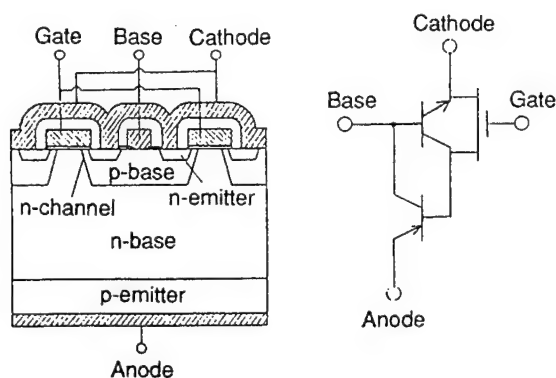 Gate Base Cathode
p-base
n-channel
n-emitter
n-base
p-emitter
Anode
Cathode
Base
Gate
Anode